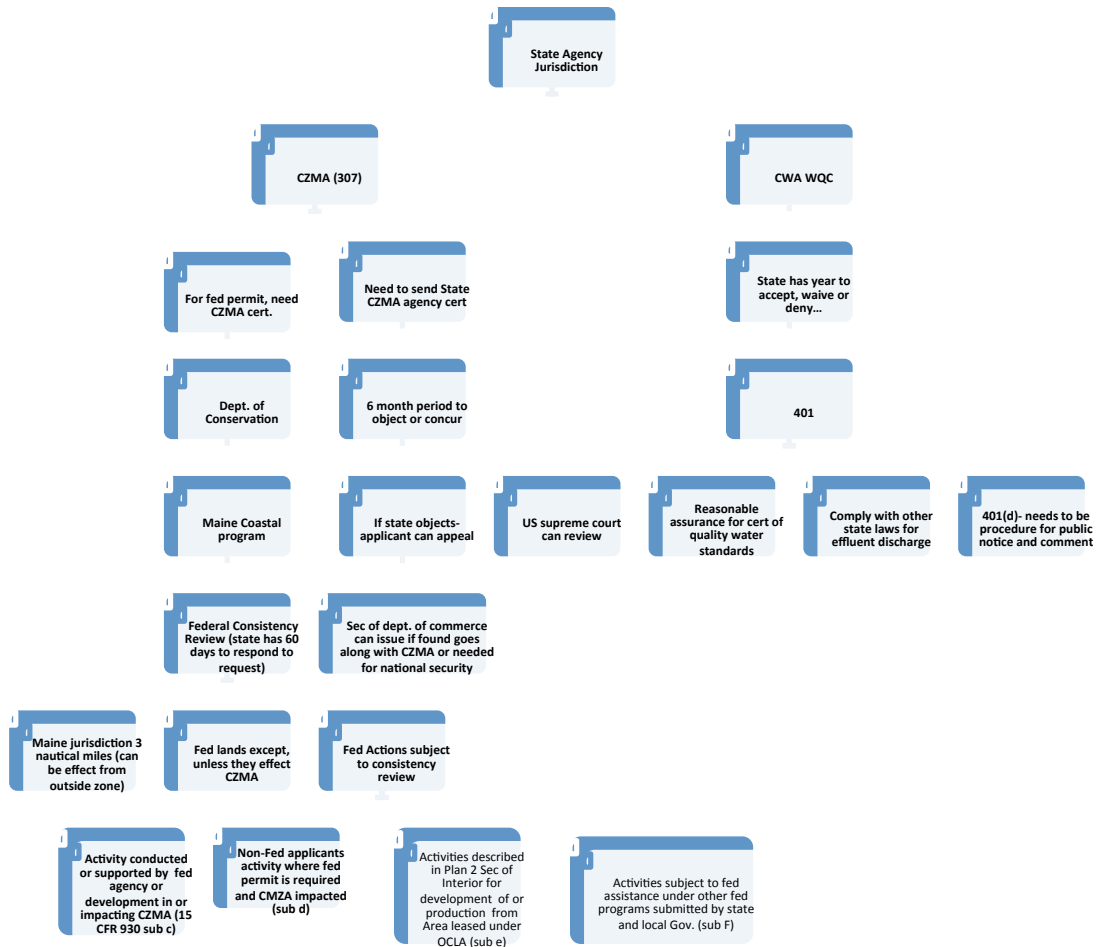 State Agency
Jurisdiction
CZMA (307)
CWA WQC
For fed permit, need
CZMA cert.
Need to send State
CZMA agency cert
State has year to
accept, waive or
deny…
Dept. of
Conservation
6 month period to
object or concur
401
Maine Coastal
program
If state objects-
applicant can appeal
US supreme court
can review
Reasonable
assurance for cert of
quality water
standards
Comply with other
state laws for
effluent discharge
401(d)- needs to be
procedure for public
notice and comment
Federal Consistency
Review (state has 60
days to respond to
request)
Sec of dept. of commerce
can issue if found goes
along with CZMA or needed
for national security
Maine jurisdiction 3
nautical miles (can
be effect from
outside zone)
Fed lands except,
unless they effect
CZMA
Fed Actions subject
to consistency
review
Activity conducted
or supported by fed
agency or
development in or
impacting CZMA (15
CFR 930 sub c)
Non-Fed applicants
activity where fed
permit is required
and CMZA impacted
(sub d)
Activities described
in Plan 2 Sec of
Interior for
development of or
production from
Area leased under
OCLA (sub e)
Activities subject to fed
assistance under other fed
programs submitted by state
and local Gov. (sub F)